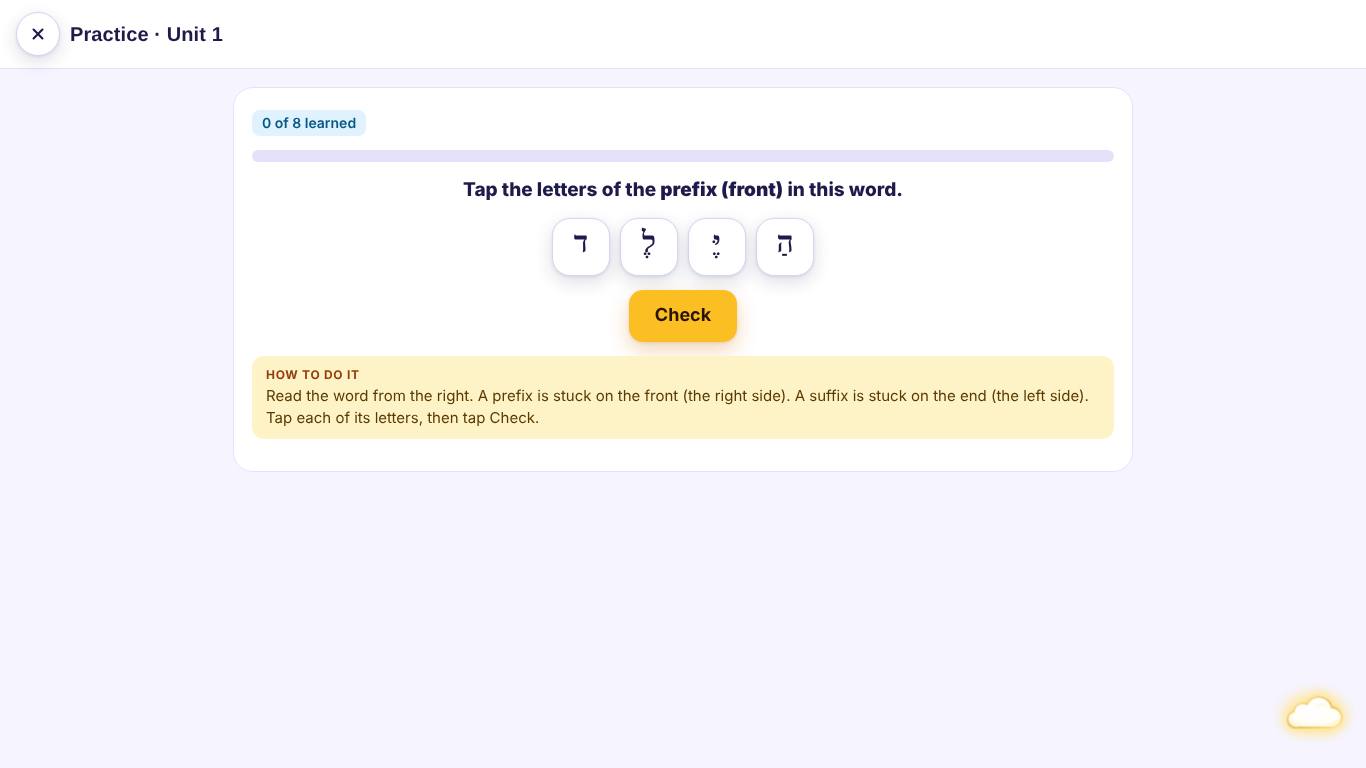 × Practice · Unit 1
0 of 8 learned
Tap the letters of the prefix (front) in this word.
הַ יֶּ לֶ ד
Check
HOW TO DO IT
Read the word from the right. A prefix is stuck on the front (the right side). A suffix is stuck on the end (the left side).
Tap each of its letters, then tap Check.